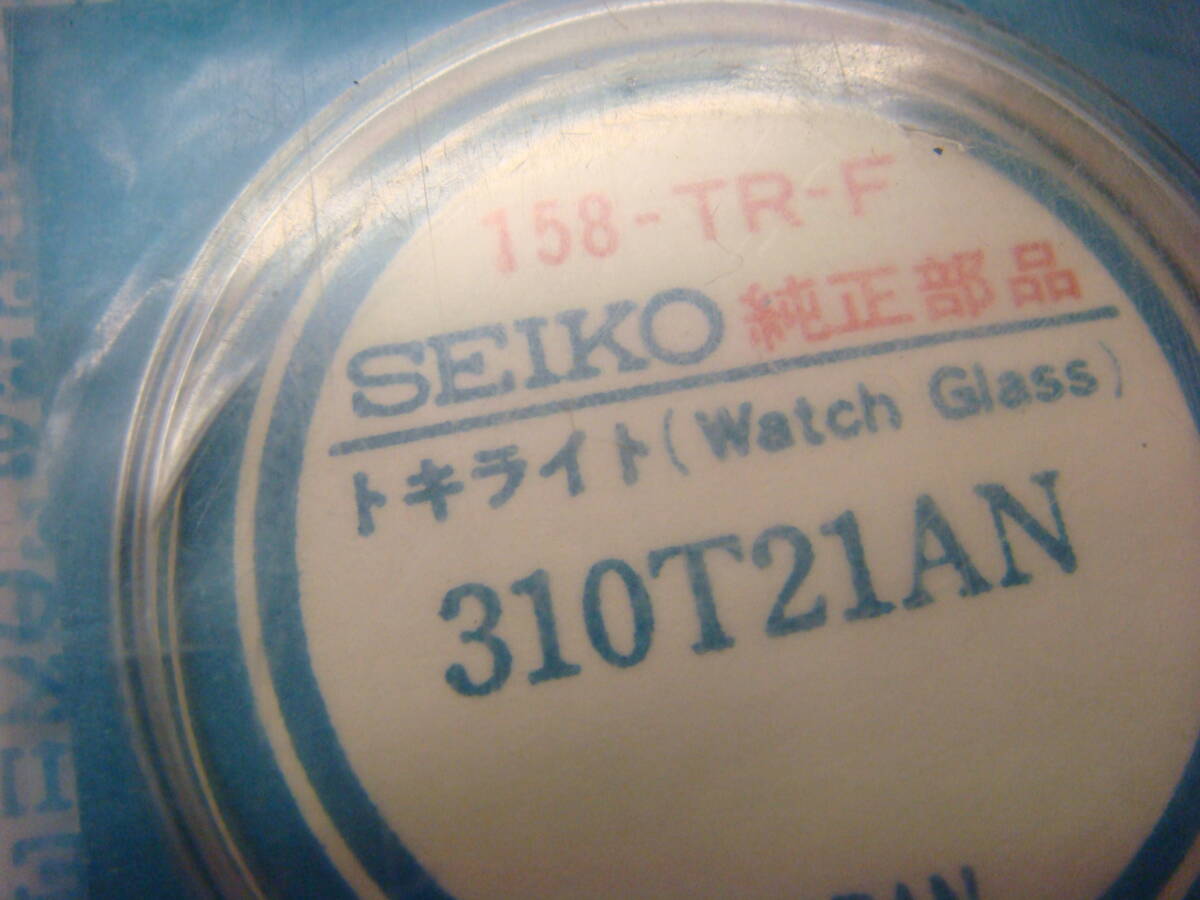 158-TR-F
SEIKO 純正部品
トキライト(Watch Glass)
310T21AN